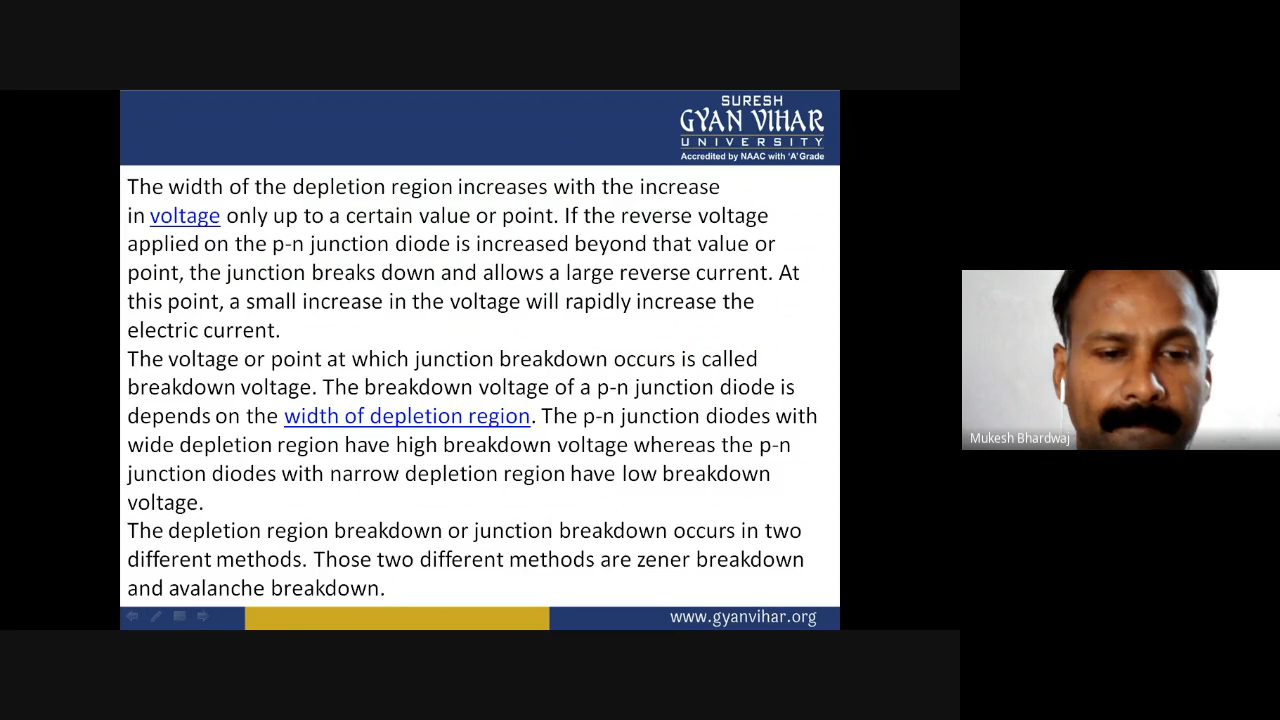 SURESH
GYAN VIHAR
UNIVERSITY
Accredited by NAAC with 'A' Grade
The width of the depletion region increases with the increase
in voltage only up to a certain value or point. If the reverse voltage
applied on the p-n junction diode is increased beyond that value or
point, the junction breaks down and allows a large reverse current. At
this point, a small increase in the voltage will rapidly increase the
electric current.
The voltage or point at which junction breakdown occurs is called
breakdown voltage. The breakdown voltage of a p-n junction diode is
depends on the width of depletion region. The p-n junction diodes with
wide depletion region have high breakdown voltage whereas the p-n
junction diodes with narrow depletion region have low breakdown
voltage.
The depletion region breakdown or junction breakdown occurs in two
different methods. Those two different methods are zener breakdown
and avalanche breakdown.
www.gyanvihar.org
Mukesh Bhardwaj